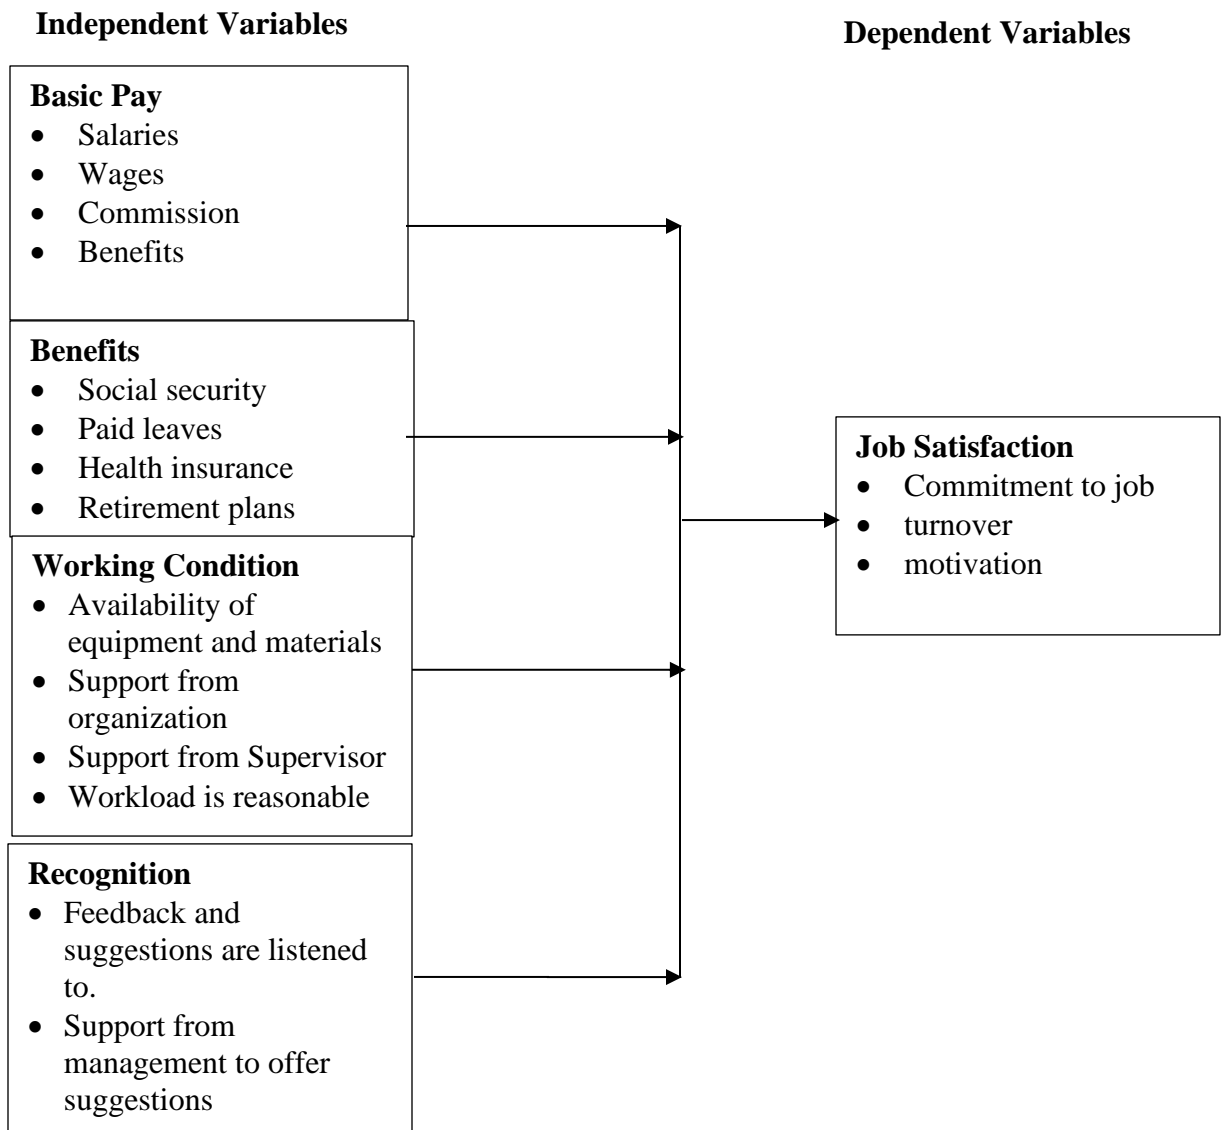 Independent Variables
Dependent Variables
Basic Pay
• Salaries
• Wages
• Commission
• Benefits
Benefits
• Social security
• Paid leaves
• Health insurance
• Retirement plans
Working Condition
• Availability of
equipment and materials
• Support from
organization
• Support from Supervisor
• Workload is reasonable
Recognition
• Feedback and
suggestions are listened
to.
• Support from
management to offer
suggestions
Job Satisfaction
• Commitment to job
• turnover
• motivation